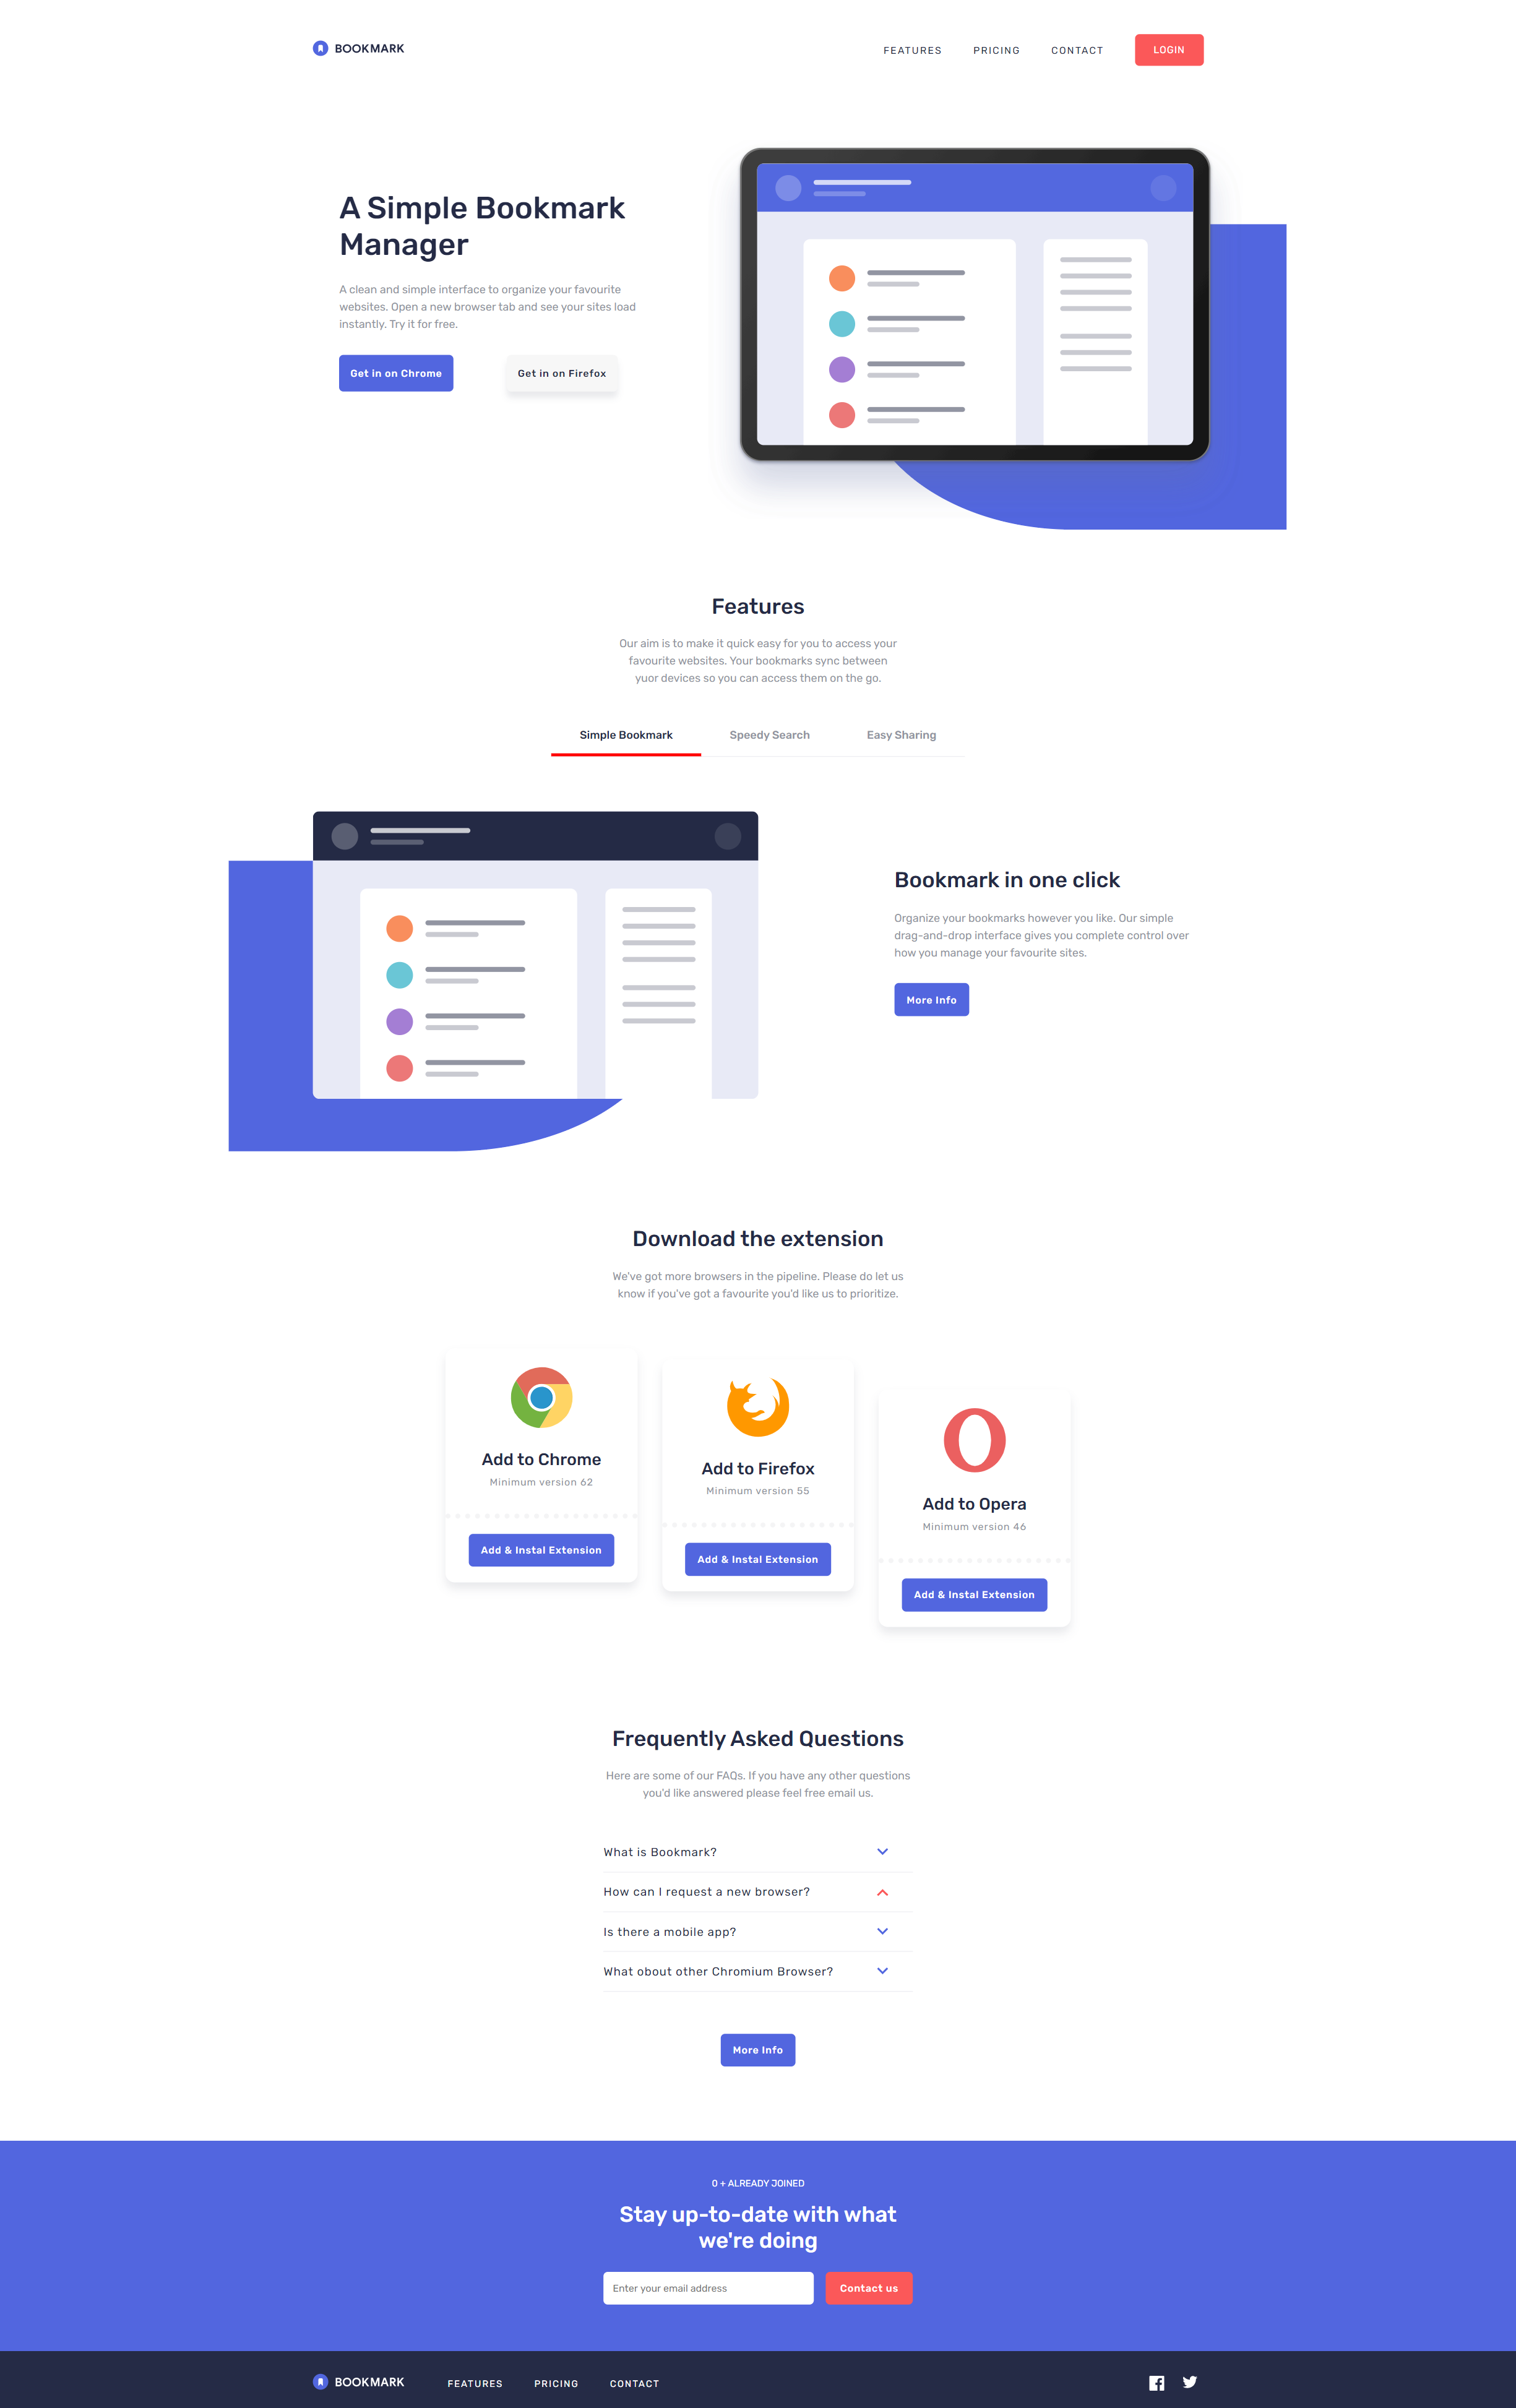 BOOKMARK
FEATURES PRICING CONTACT LOGIN
A Simple Bookmark
Manager
A clean and simple interface to organize your favourite
websites. Open a new browser tab and see your sites load
instantly. Try it for free.
Get in on Chrome
Get in on Firefox
Features
Our aim is to make it quick easy for you to access your
favourite websites. Your bookmarks sync between
yuor devices so you can access them on the go.
Simple Bookmark
Speedy Search
Easy Sharing
Bookmark in one click
Organize your bookmarks however you like. Our simple
drag-and-drop interface gives you complete control over
how you manage your favourite sites.
More Info
Download the extension
We've got more browsers in the pipeline. Please do let us
know if you've got a favourite you'd like us to prioritize.
Add to Chrome
Minimum version 62
Add & Instal Extension
Add to Firefox
Minimum version 55
Add & Instal Extension
Add to Opera
Minimum version 46
Add & Instal Extension
Frequently Asked Questions
Here are some of our FAQs. If you have any other questions
you'd like answered please feel free email us.
What is Bookmark?
How can I request a new browser?
Is there a mobile app?
What obout other Chromium Browser?
More Info
0 + ALREADY JOINED
Stay up-to-date with what
we're doing
Enter your email address
Contact us
BOOKMARK
FEATURES PRICING CONTACT